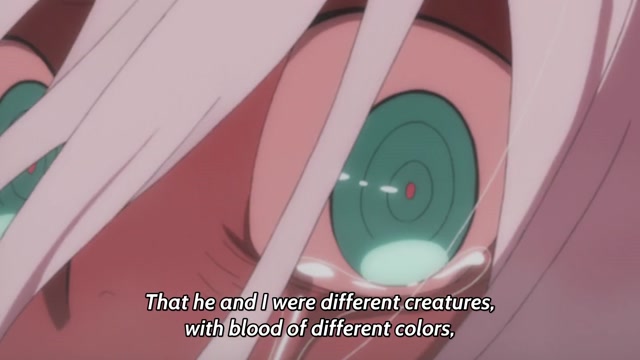 That he and I were different creatures,
with blood of different colors,